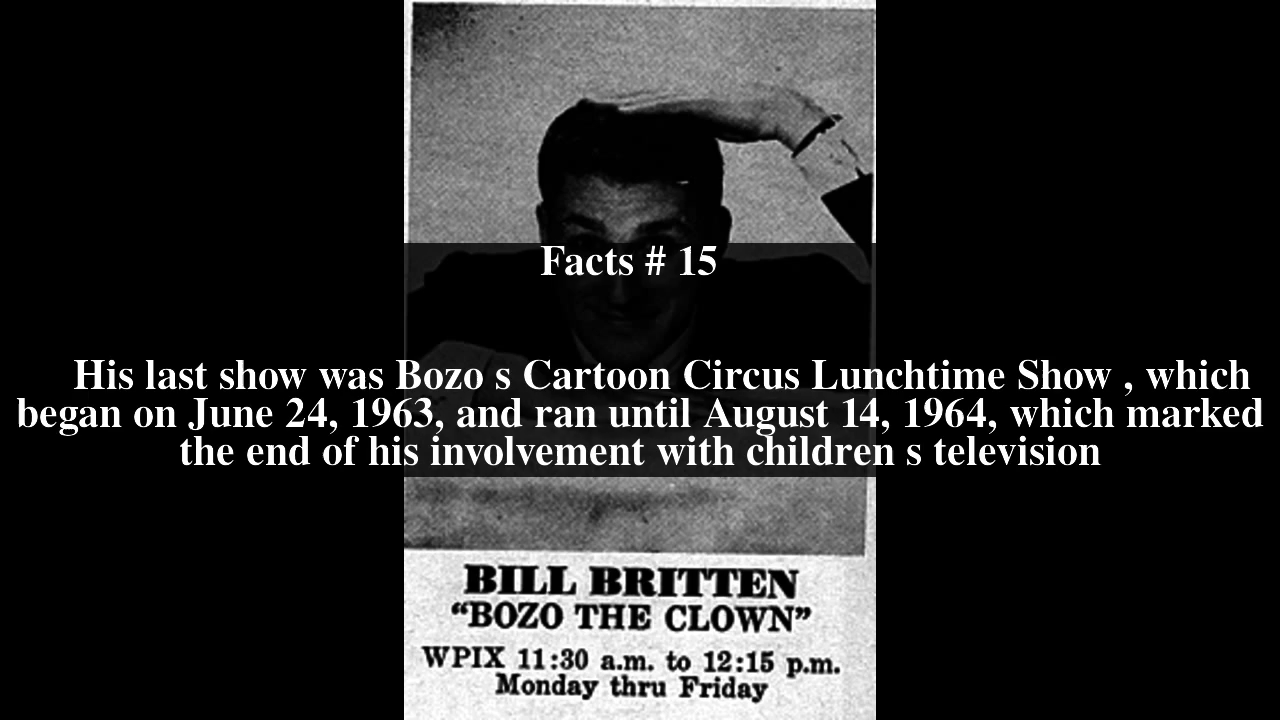 Facts # 15
His last show was Bozo s Cartoon Circus Lunchtime Show , which
began on June 24, 1963, and ran until August 14, 1964, which marked
the end of his involvement with children s television
BILL BRITTEN
“BOZO THE CLOWN”
WPIX 11:30 a.m. to 12:15 p.m.
Monday thru Friday